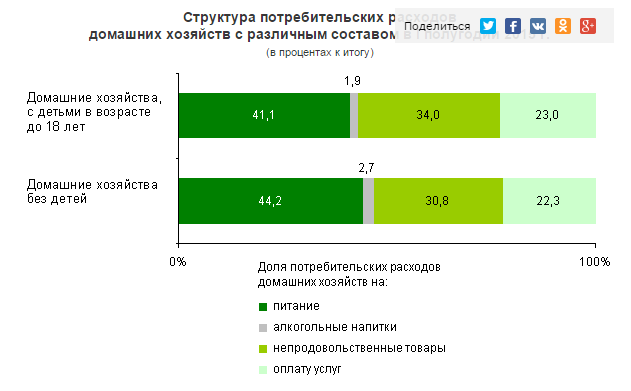 Структура потребительских расходов
домашних хозяйств с различным составом в I полугодии
(в процентах к итогу)
Поделиться
1,9
Домашние хозяйства,
с детьми в возрасте
до 18 лет
41,1 34,0 23,0
2,7
Домашние хозяйства
без детей
44,2 30,8 22,3
0% 100%
Доля потребительских расходов
домашних хозяйств на:
питание
алкогольные напитки
непродовольственные товары
оплату услуг